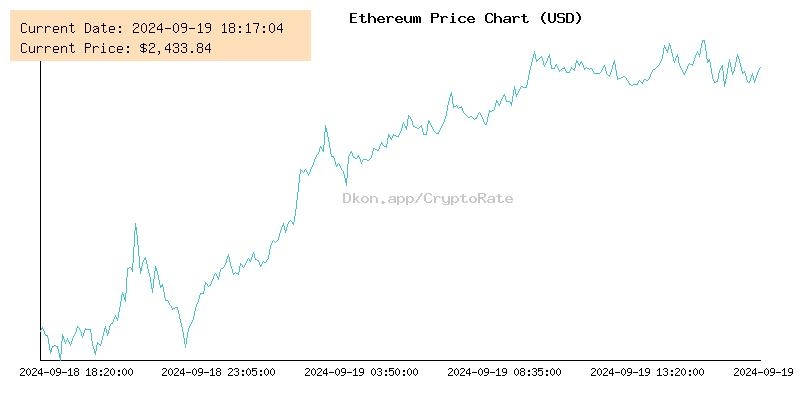 Ethereum Price Chart (USD)
Current Date: 2024-09-19 18:17:04
Current Price: $2,433.84
Dkon.app/CryptoRate
2024-09-18 18:20:00 2024-09-18 23:05:00 2024-09-19 03:50:00 2024-09-19 08:35:00 2024-09-19 13:20:00 2024-09-19